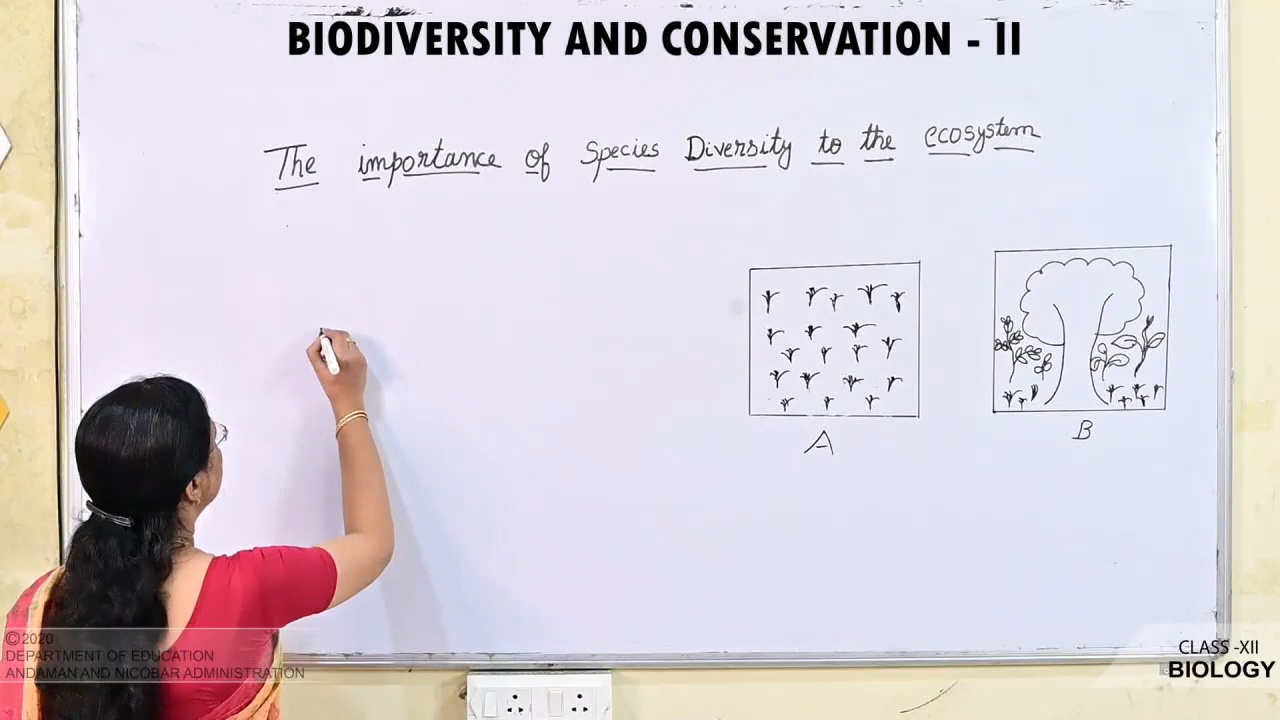 BIODIVERSITY AND CONSERVATION - II
The importance of Species Diversity to the ecosystem
A
B
©2020
DEPARTMENT OF EDUCATION
ANDAMAN AND NICOBAR ADMINISTRATION
CLASS -XII
BIOLOGY